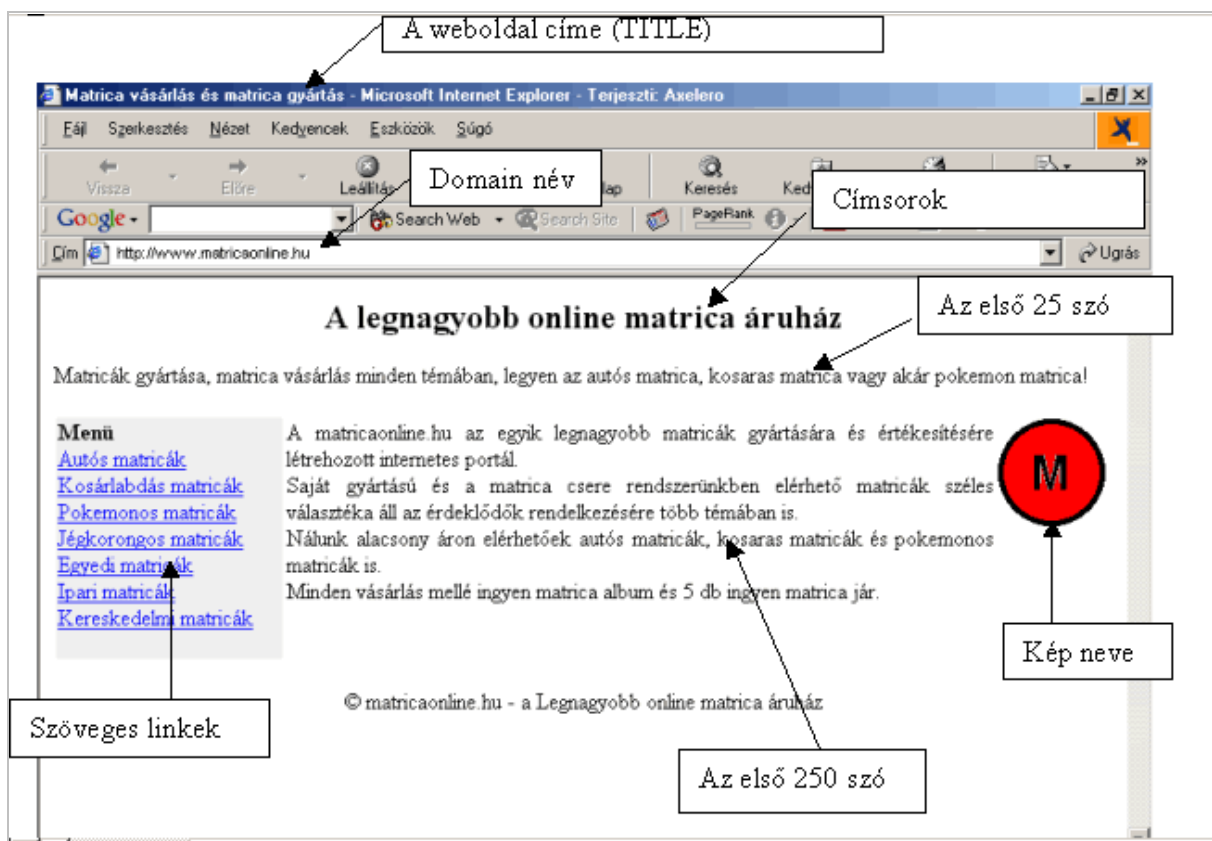 A weboldal címe (TITLE)
Matrica vásárlás és matrica gyártás - Microsoft Internet Explorer - Terjeszti: Axelero
Fájl Szerkesztés Nézet Kedvencek Eszközök Súgó
Vissza Előre Leállítás lap Keresés Ked
Domain név
Címsorok
Google Search Web Search Site PageRank
Cím http://www.matricaonline.hu Ugrás
Az első 25 szó
A legnagyobb online matrica áruház
Matricák gyártása, matrica vásárlás minden témában, legyen az autós matrica, kosaras matrica vagy akár pokemon matrica!
Menü
Autós matricák
Kosárlabdás matricák
Pokemonos matricák
Jégkorongos matricák
Egyedi matricák
Ipari matricák
Kereskedelmi matricák
A matricaonline.hu az egyik legnagyobb matricák gyártására és értékesítésére
létrehozott internetes portál.
Saját gyártású és a matrica csere rendszerünkben elérhető matricák széles
választéka áll az érdeklődők rendelkezésére több témában is.
Nálunk alacsony áron elérhetőek autós matricák, kosaras matricák és pokemonos
matricák is.
Minden vásárlás mellé ingyen matrica album és 5 db ingyen matrica jár.
M
Kép neve
© matricaonline.hu - a Legnagyobb online matrica áruház
Szöveges linkek
Az első 250 szó